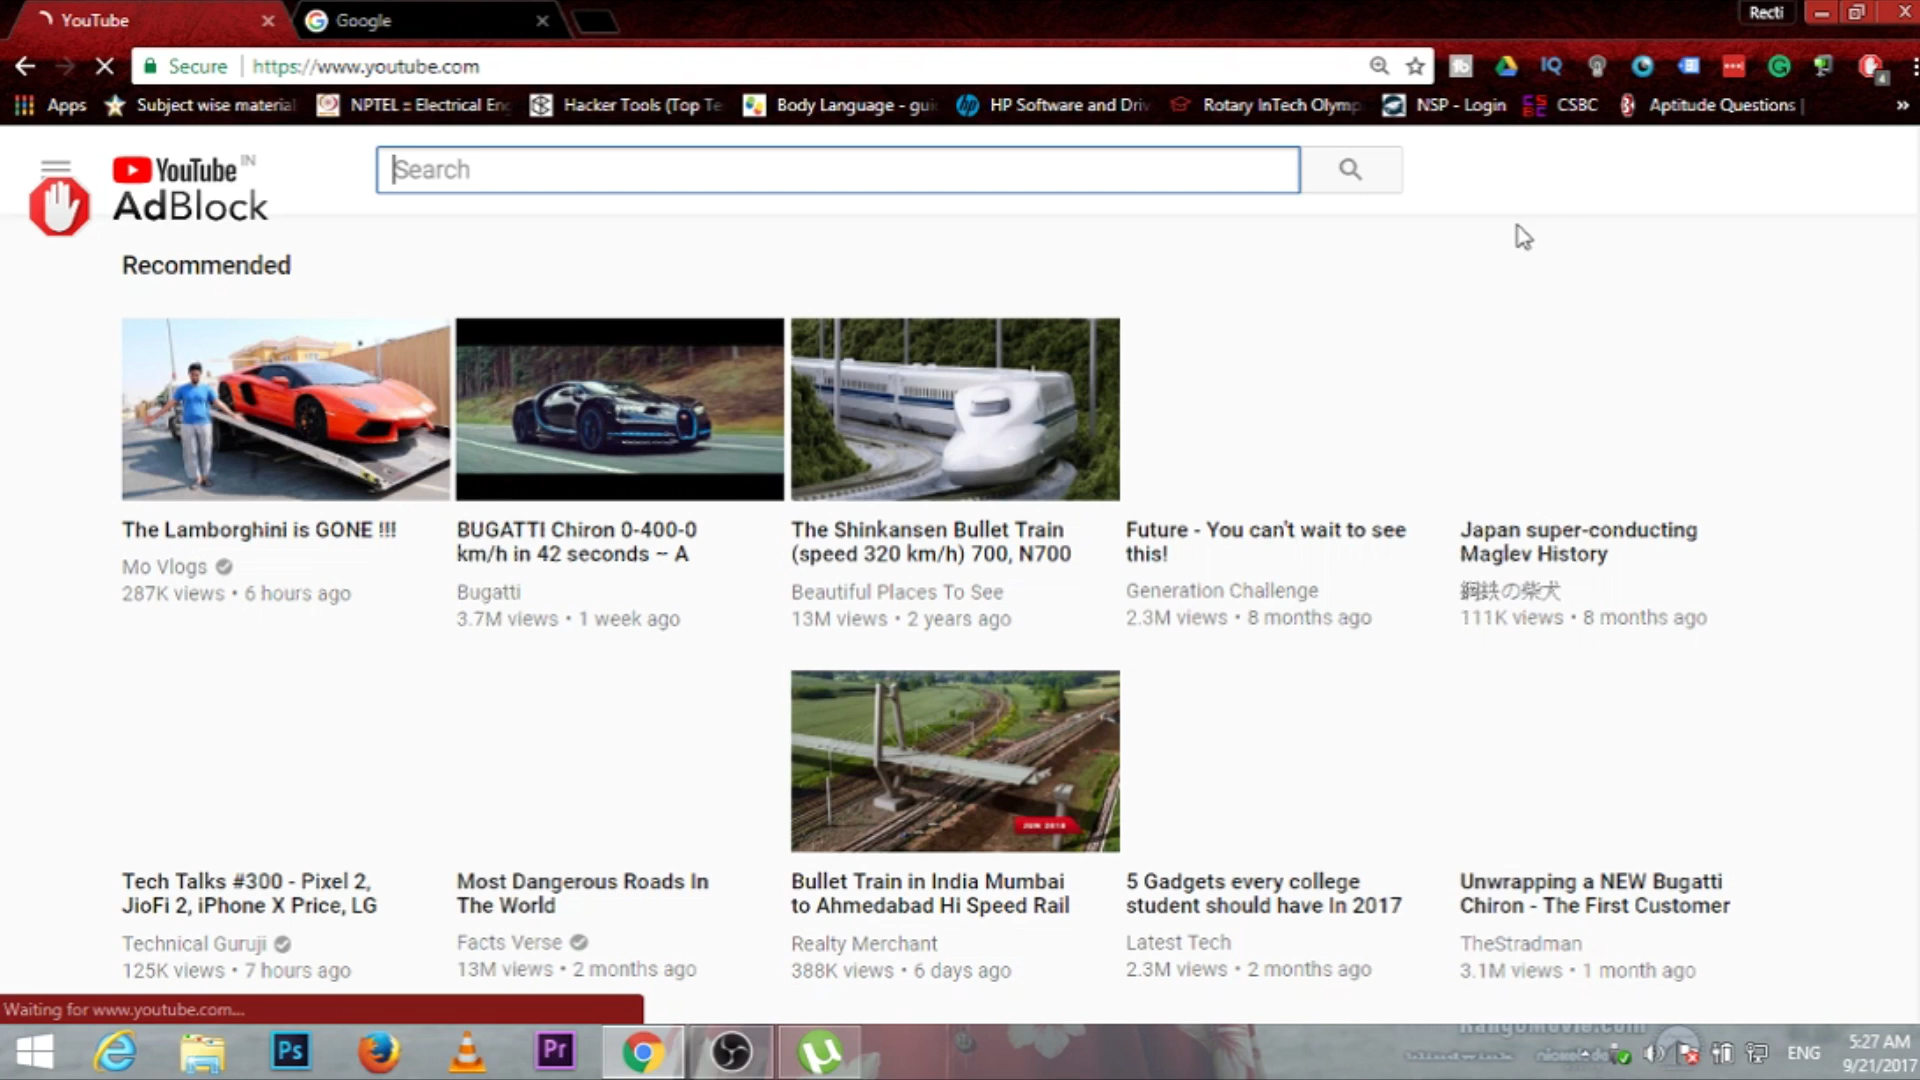 YouTube
Google
Recti
Secure
https://www.youtube.com
Apps
Subject wise material
NPTEL :: Electrical En
Hacker Tools (Top Te
Body Language - gui
HP Software and Driv
Rotary InTech Olymp
NSP - Login
CSBC
Aptitude Questions |
YouTube IN
AdBlock
Search
Recommended
The Lamborghini is GONE !!!
Mo Vlogs
287K views • 6 hours ago
BUGATTI Chiron 0-400-0
km/h in 42 seconds – A
Bugatti
3.7M views • 1 week ago
The Shinkansen Bullet Train
(speed 320 km/h) 700, N700
Beautiful Places To See
13M views • 2 years ago
Future - You can't wait to see
this!
Generation Challenge
2.3M views • 8 months ago
Japan super-conducting
Maglev History
鋼鉄の柴犬
111K views • 8 months ago
JUN 2018
Tech Talks #300 - Pixel 2,
JioFi 2, iPhone X Price, LG
Technical Guruji
125K views • 7 hours ago
Most Dangerous Roads In
The World
Facts Verse
13M views • 2 months ago
Bullet Train in India Mumbai
to Ahmedabad Hi Speed Rail
Realty Merchant
388K views • 6 days ago
5 Gadgets every college
student should have In 2017
Latest Tech
2.3M views • 2 months ago
Unwrapping a NEW Bugatti
Chiron - The First Customer
TheStradman
3.1M views • 1 month ago
Waiting for www.youtube.com...
Ps
Pr
ENG
5:27 AM
9/21/2017